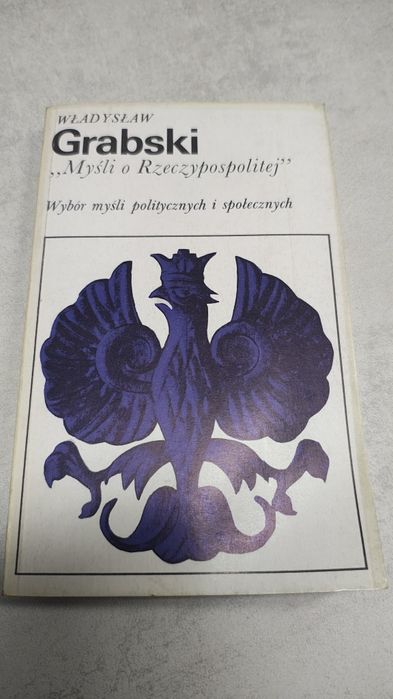 WŁADYSŁAW
Grabski
„Myśli o Rzeczypospolitej”
Wybór myśli politycznych i społecznych